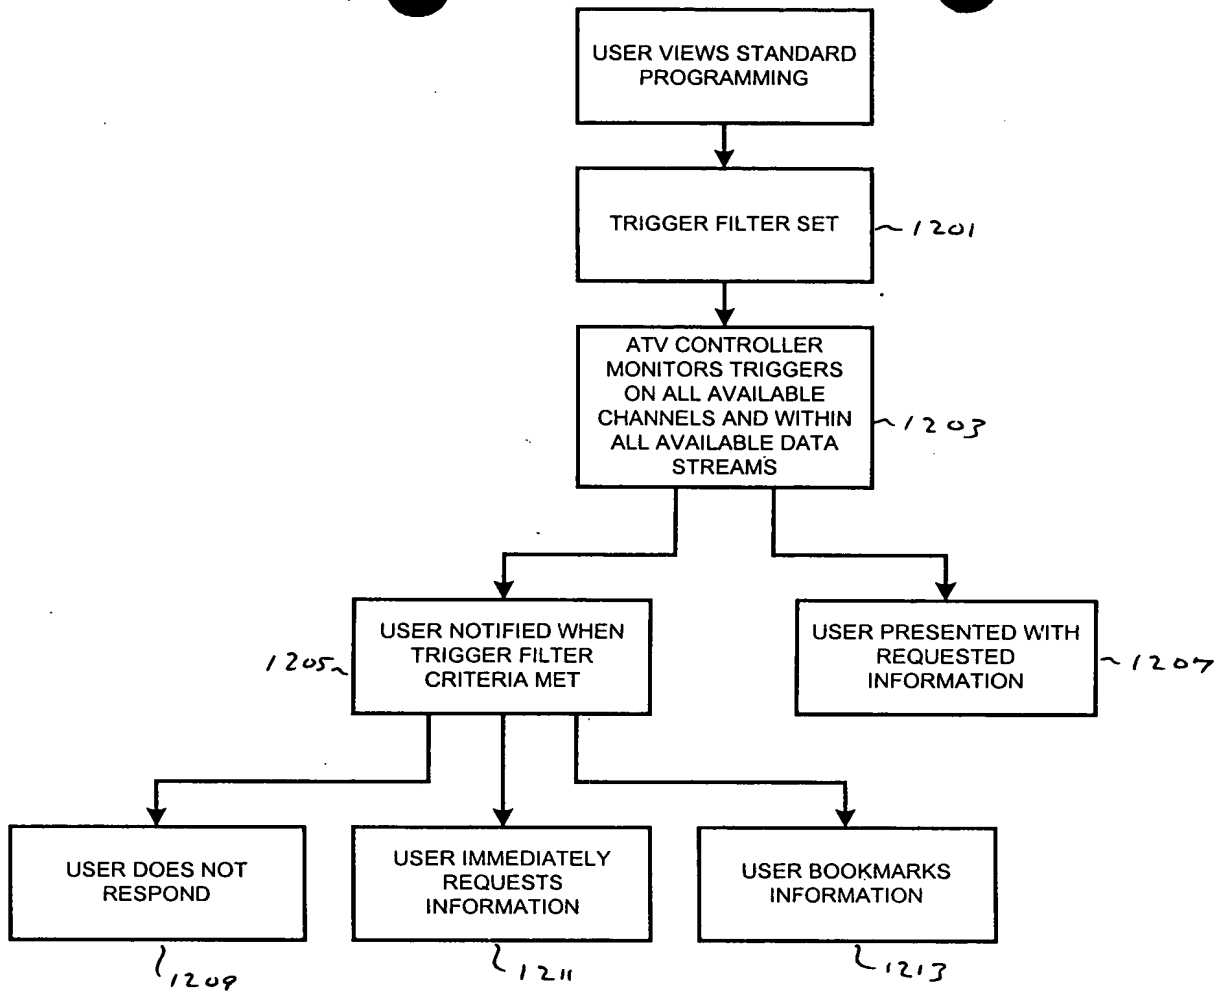 USER VIEWS STANDARD
PROGRAMMING
TRIGGER FILTER SET
1201
ATV CONTROLLER
MONITORS TRIGGERS
ON ALL AVAILABLE
CHANNELS AND WITHIN
ALL AVAILABLE DATA
STREAMS
1203
USER NOTIFIED WHEN
TRIGGER FILTER
CRITERIA MET
1205
USER PRESENTED WITH
REQUESTED
INFORMATION
1207
USER DOES NOT
RESPOND
1209
USER IMMEDIATELY
REQUESTS
INFORMATION
1211
USER BOOKMARKS
INFORMATION
1213